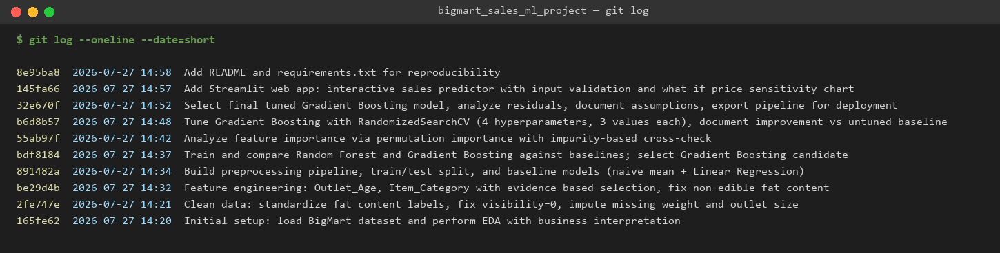 bigmart_sales_ml_project — git log
$ git log --oneline --date=short
8e95ba8 2026-07-27 14:58 Add README and requirements.txt for reproducibility
145fa66 2026-07-27 14:57 Add Streamlit web app: interactive sales predictor with input validation and what-if price sensitivity chart
32e670f 2026-07-27 14:52 Select final tuned Gradient Boosting model, analyze residuals, document assumptions, export pipeline for deployment
b6d8b57 2026-07-27 14:48 Tune Gradient Boosting with RandomizedSearchCV (4 hyperparameters, 3 values each), document improvement vs untuned baseline
55ab97f 2026-07-27 14:42 Analyze feature importance via permutation importance with impurity-based cross-check
bdf8184 2026-07-27 14:37 Train and compare Random Forest and Gradient Boosting against baselines; select Gradient Boosting candidate
891482a 2026-07-27 14:34 Build preprocessing pipeline, train/test split, and baseline models (naive mean + Linear Regression)
be29d4b 2026-07-27 14:32 Feature engineering: Outlet_Age, Item_Category with evidence-based selection, fix non-edible fat content
2fe747e 2026-07-27 14:21 Clean data: standardize fat content labels, fix visibility=0, impute missing weight and outlet size
165fe62 2026-07-27 14:20 Initial setup: load BigMart dataset and perform EDA with business interpretation